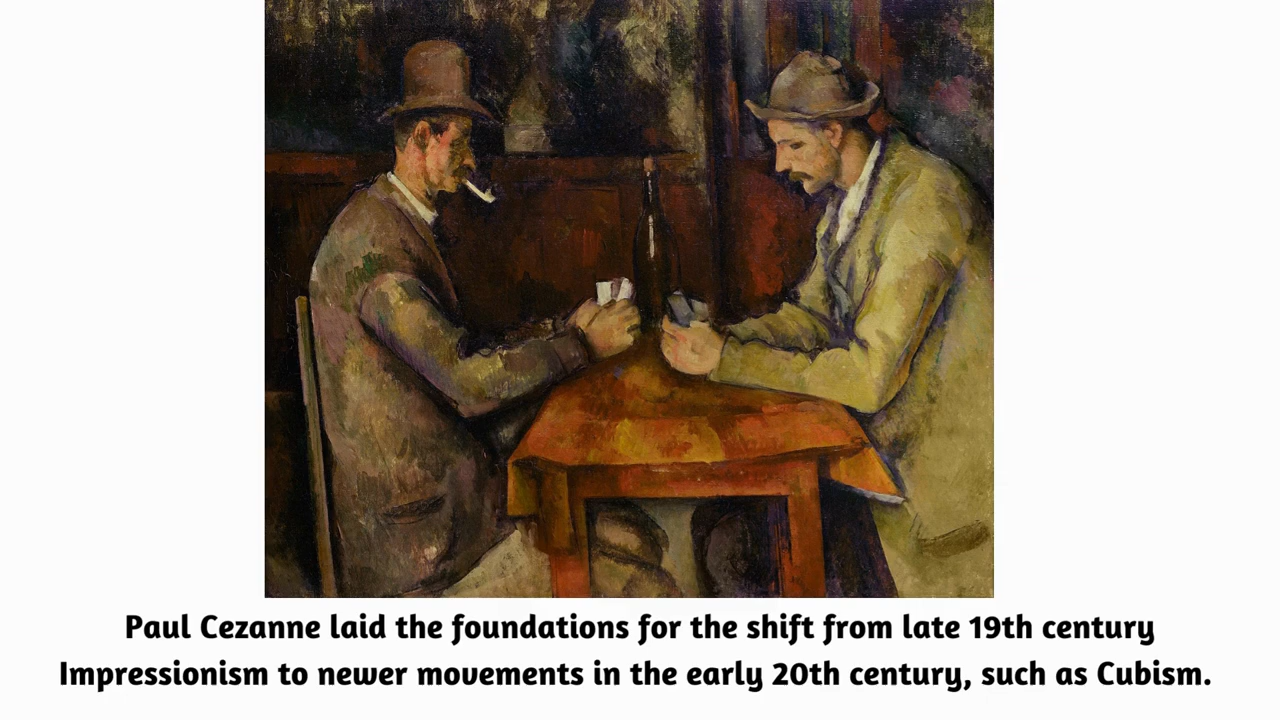 Paul Cezanne laid the foundations for the shift from late 19th century
Impressionism to newer movements in the early 20th century, such as Cubism.